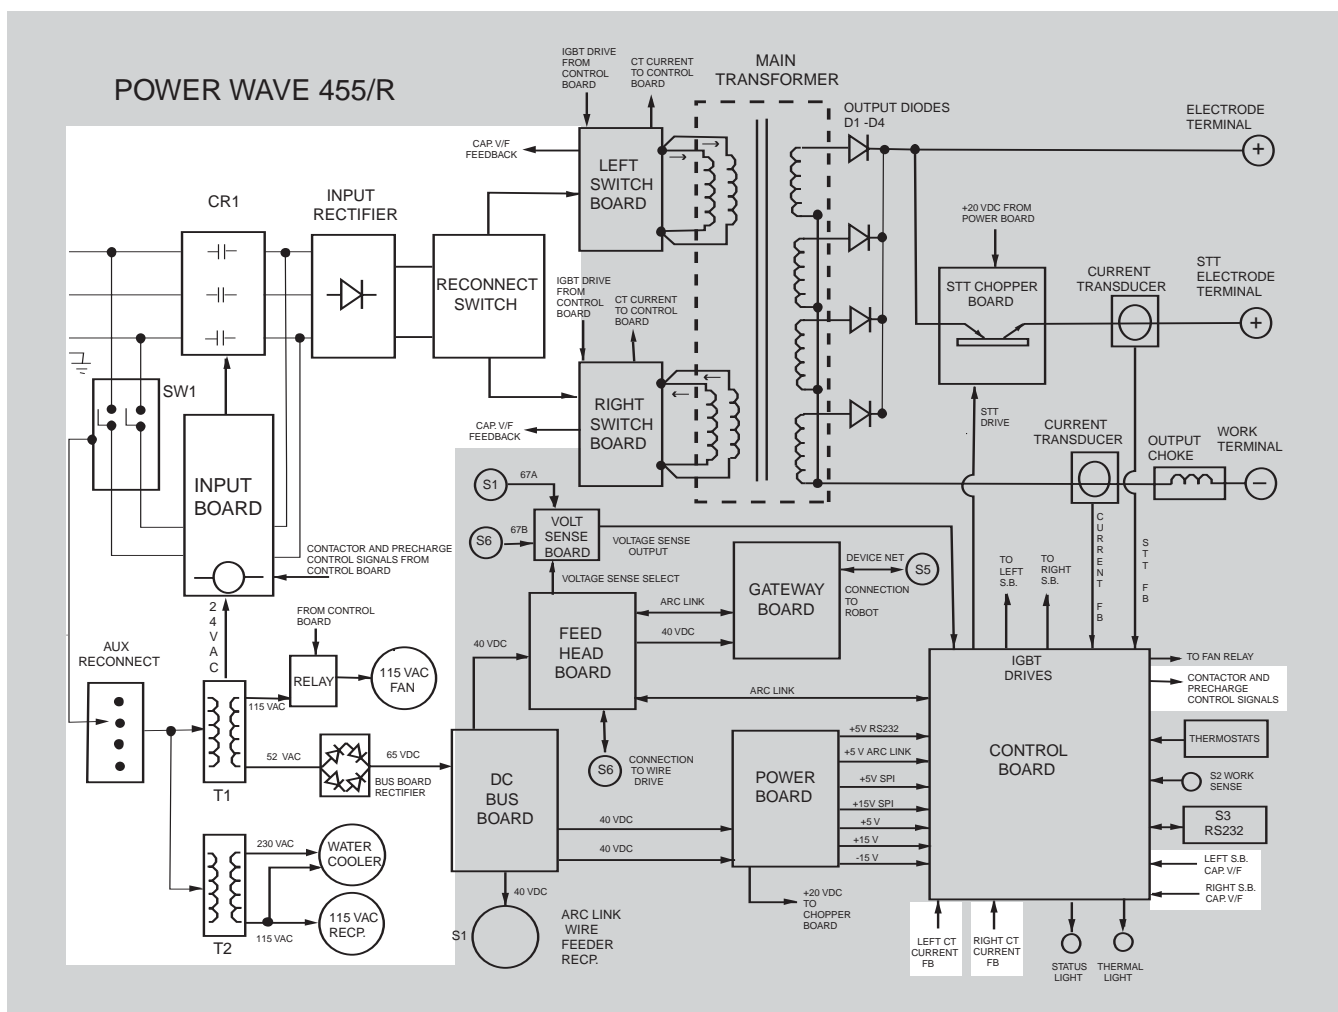 POWER WAVE 455/R
IGBT DRIVE
FROM
CONTROL
BOARD
CT CURRENT
TO CONTROL
BOARD
MAIN
TRANSFORMER
OUTPUT DIODES
D1 -D4
ELECTRODE
TERMINAL
+
CAP. V/F
FEEDBACK
LEFT
SWITCH
BOARD
CR1
INPUT
RECTIFIER
RECONNECT
SWITCH
+20 VDC FROM
POWER BOARD
STT CHOPPER
BOARD
CURRENT
TRANSDUCER
STT
ELECTRODE
TERMINAL
+
IGBT DRIVE
FROM
CONTROL
BOARD
CT CURRENT
TO CONTROL
BOARD
SW1
RIGHT
SWITCH
BOARD
CAP. V/F
FEEDBACK
STT
DRIVE
CURRENT
TRANSDUCER
OUTPUT
CHOKE
WORK
TERMINAL
−
INPUT
BOARD
S1
67A
S6
67B
VOLT
SENSE
BOARD
VOLTAGE SENSE
OUTPUT
CURRENT FB
STT FB
CONTACTOR AND PRECHARGE
CONTROL SIGNALS FROM
CONTROL BOARD
VOLTAGE SENSE SELECT
GATEWAY
BOARD
DEVICE NET
S5
CONNECTION
TO
ROBOT
TO
LEFT
S.B.
TO
RIGHT
S.B.
24VAC
FROM CONTROL
BOARD
ARC LINK
40 VDC
FEED
HEAD
BOARD
40 VDC
AUX
RECONNECT
RELAY
115 VAC
FAN
115 VAC
IGBT
DRIVES
TO FAN RELAY
CONTACTOR AND
PRECHARGE
CONTROL SIGNALS
ARC LINK
52 VAC
65 VDC
BUS BOARD
RECTIFIER
T1
DC
BUS
BOARD
S6
CONNECTION
TO WIRE
DRIVE
POWER
BOARD
+5V RS232
+5 V ARC LINK
+5V SPI
+15V SPI
+5 V
+15 V
-15 V
CONTROL
BOARD
THERMOSTATS
S2 WORK
SENSE
S3
RS232
LEFT S.B.
CAP. V/F
RIGHT S.B.
CAP. V/F
40 VDC
40 VDC
230 VAC
WATER
COOLER
115 VAC
RECP.
115 VAC
T2
40 VDC
S1
ARC LINK
WIRE
FEEDER
RECP.
+20 VDC
TO
CHOPPER
BOARD
LEFT CT
CURRENT
FB
RIGHT CT
CURRENT
FB
STATUS
LIGHT
THERMAL
LIGHT